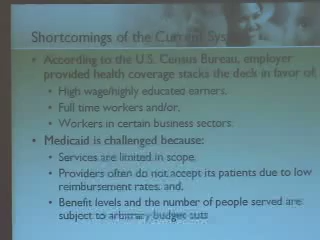 Shortcomings of the Current Sys
• According to the U.S. Census Bureau, employer
provided health coverage stacks the deck in favor of,
• High wage/highly educated earners,
• Full time workers and/or,
• Workers in certain business sectors.
• Medicaid is challenged because:
• Services are limited in scope,
• Providers often do not accept its patients due to low
reimbursement rates, and,
• Benefit levels and the number of people served are
subject to arbitrary budget cuts